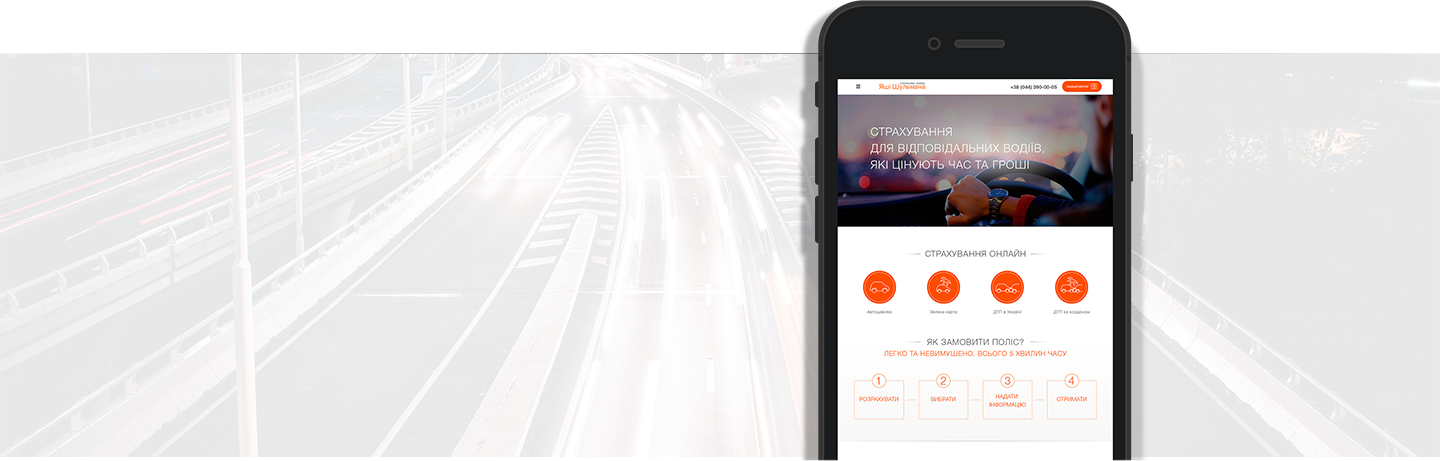 Яші Шульмана
+38 (044) 390-00-05
СТРАХУВАННЯ
ДЛЯ ВІДПОВІДАЛЬНИХ ВОДІЇВ,
ЯКІ ЦІНУЮТЬ ЧАС ТА ГРОШІ
СТРАХУВАННЯ ОНЛАЙН
Автоцивілка
Зелена карта
ДТП в Україні
ДТП за кордоном
ЯК ЗАМОВИТИ ПОЛІС?
ЛЕГКО ТА НЕВИМУШЕНО. ВСЬОГО 5 ХВИЛИН ЧАСУ
1
РОЗРАХУВАТИ
2
ВИБРАТИ
3
НАДАТИ
ІНФОРМАЦІЮ
4
ОТРИМАТИ